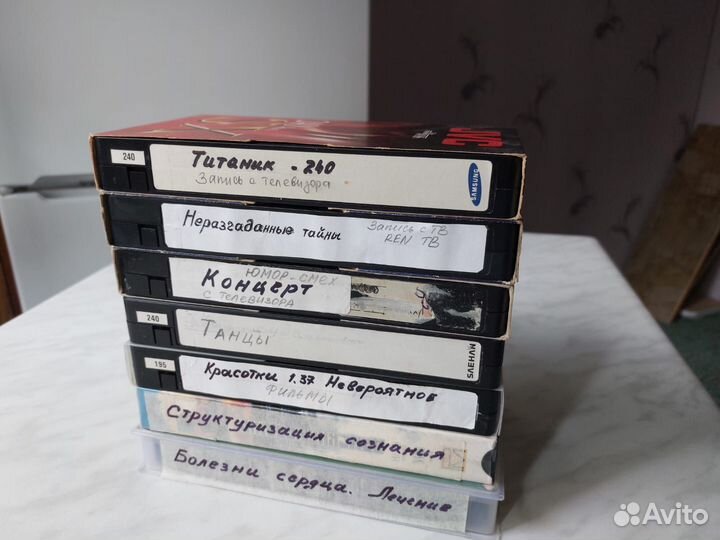 240
Титаник - 240
Запись с телевизора
SAMSUNG
Неразгаданные тайны
Запись с ТВ
REN ТВ
ЮМОР-СМЕХ
Концерт
с телевизора
240
Танцы
SAEHAN
195
Красотки 1.37 Невероятное
Фильмы
Структуризация сознания
Болезни сердца. Лечение
Avito